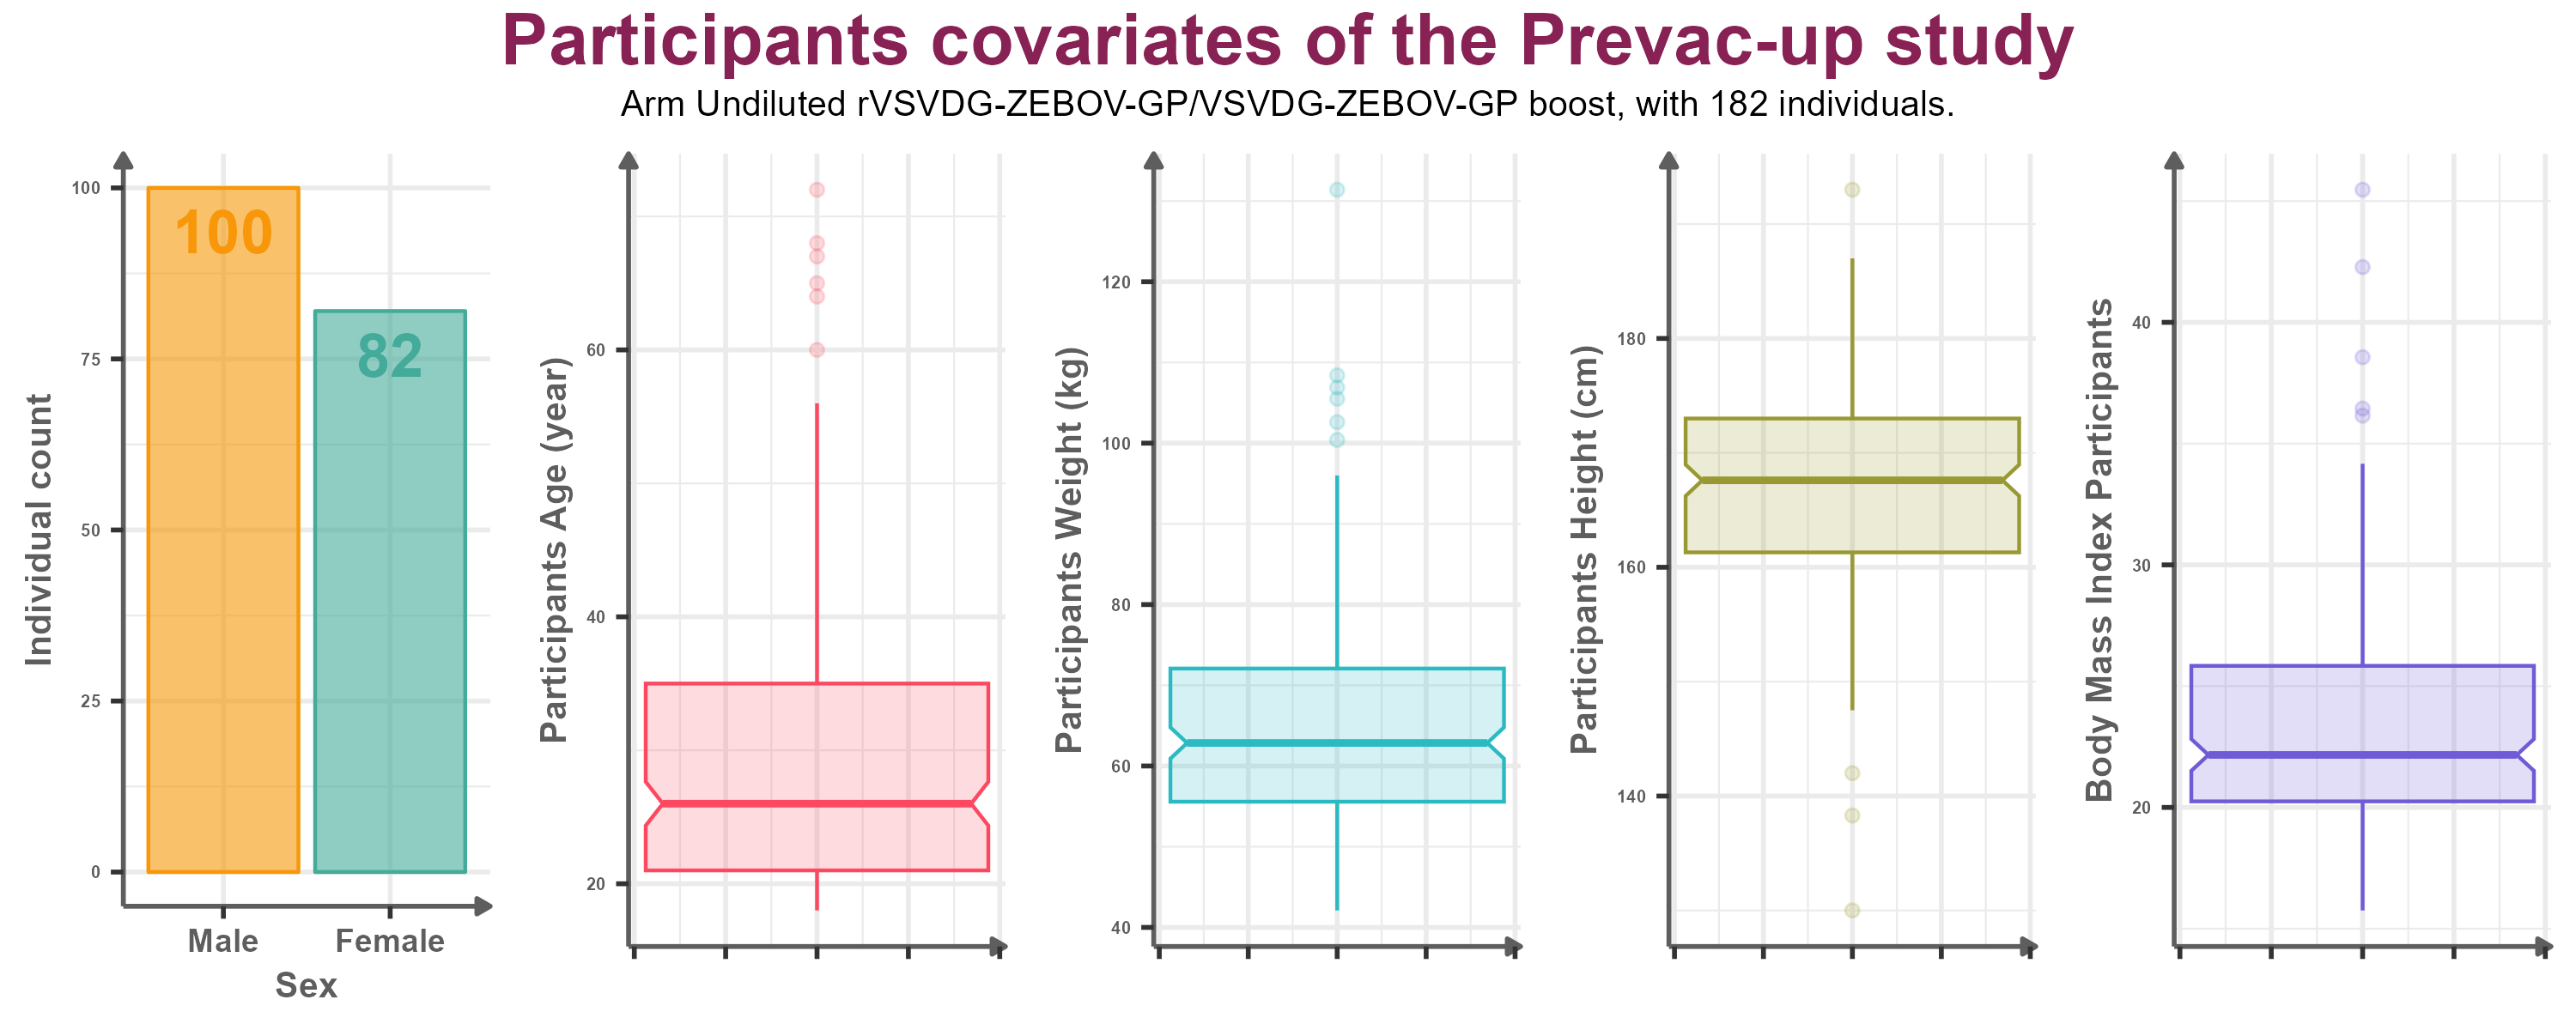 Participants covariates of the Prevac-up study
Arm Undiluted rVSVDG-ZEBOV-GP/VSVDG-ZEBOV-GP boost, with 182 individuals.
Individual count
100
75
50
25
0
100
82
Male
Female
Sex
Participants Age (year)
60
40
20
Participants Weight (kg)
120
100
80
60
40
Participants Height (cm)
180
160
140
Body Mass Index Participants
40
30
20